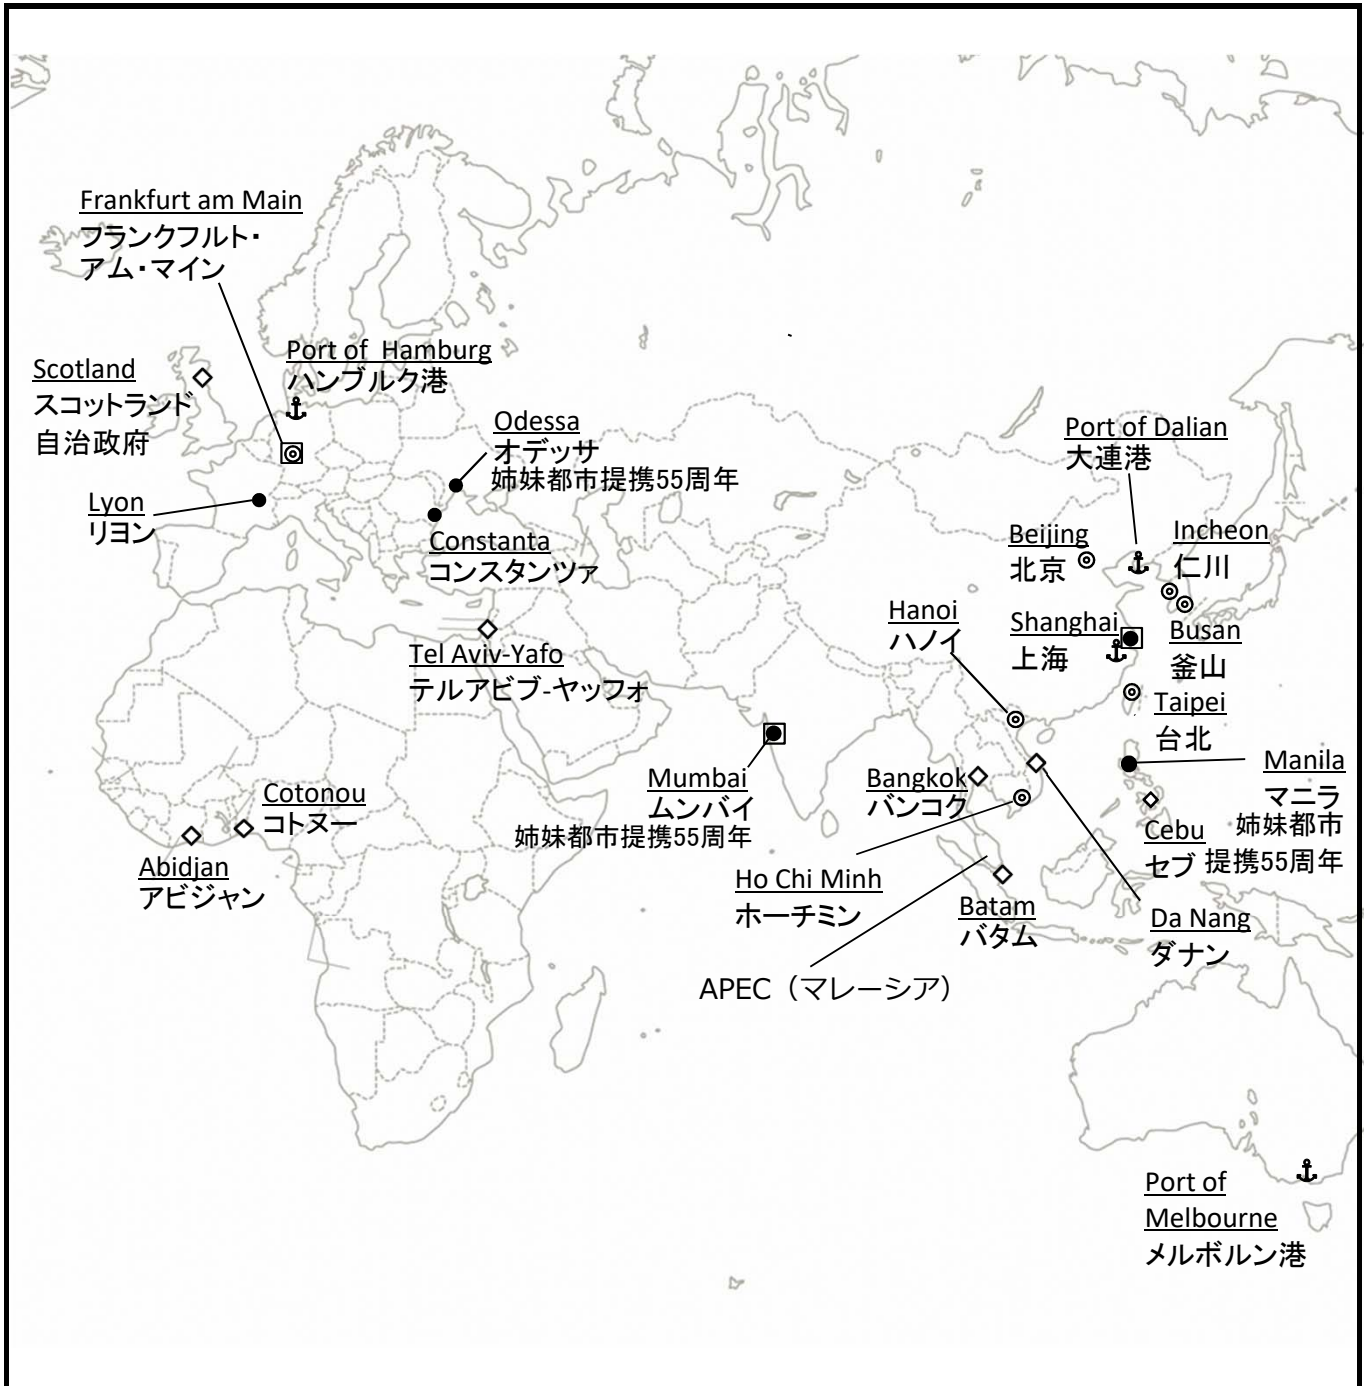 Frankfurt am Main
フランクフルト・
アム・マイン
Scotland
スコットランド
自治政府
Port of Hamburg
ハンブルク港
Odessa
オデッサ
姉妹都市提携55周年
Lyon
リヨン
Constanta
コンスタンツァ
Port of Dalian
大連港
Beijing
北京
Incheon
仁川
Hanoi
ハノイ
Shanghai
上海
Busan
釜山
Tel Aviv-Yafo
テルアビブ-ヤッフォ
Taipei
台北
Mumbai
ムンバイ
姉妹都市提携55周年
Bangkok
バンコク
Manila
マニラ
姉妹都市
提携55周年
Cebu
セブ
Cotonou
コトヌー
Abidjan
アビジャン
Ho Chi Minh
ホーチミン
Batam
バタム
Da Nang
ダナン
APEC（マレーシア）
Port of
Melbourne
メルボルン港